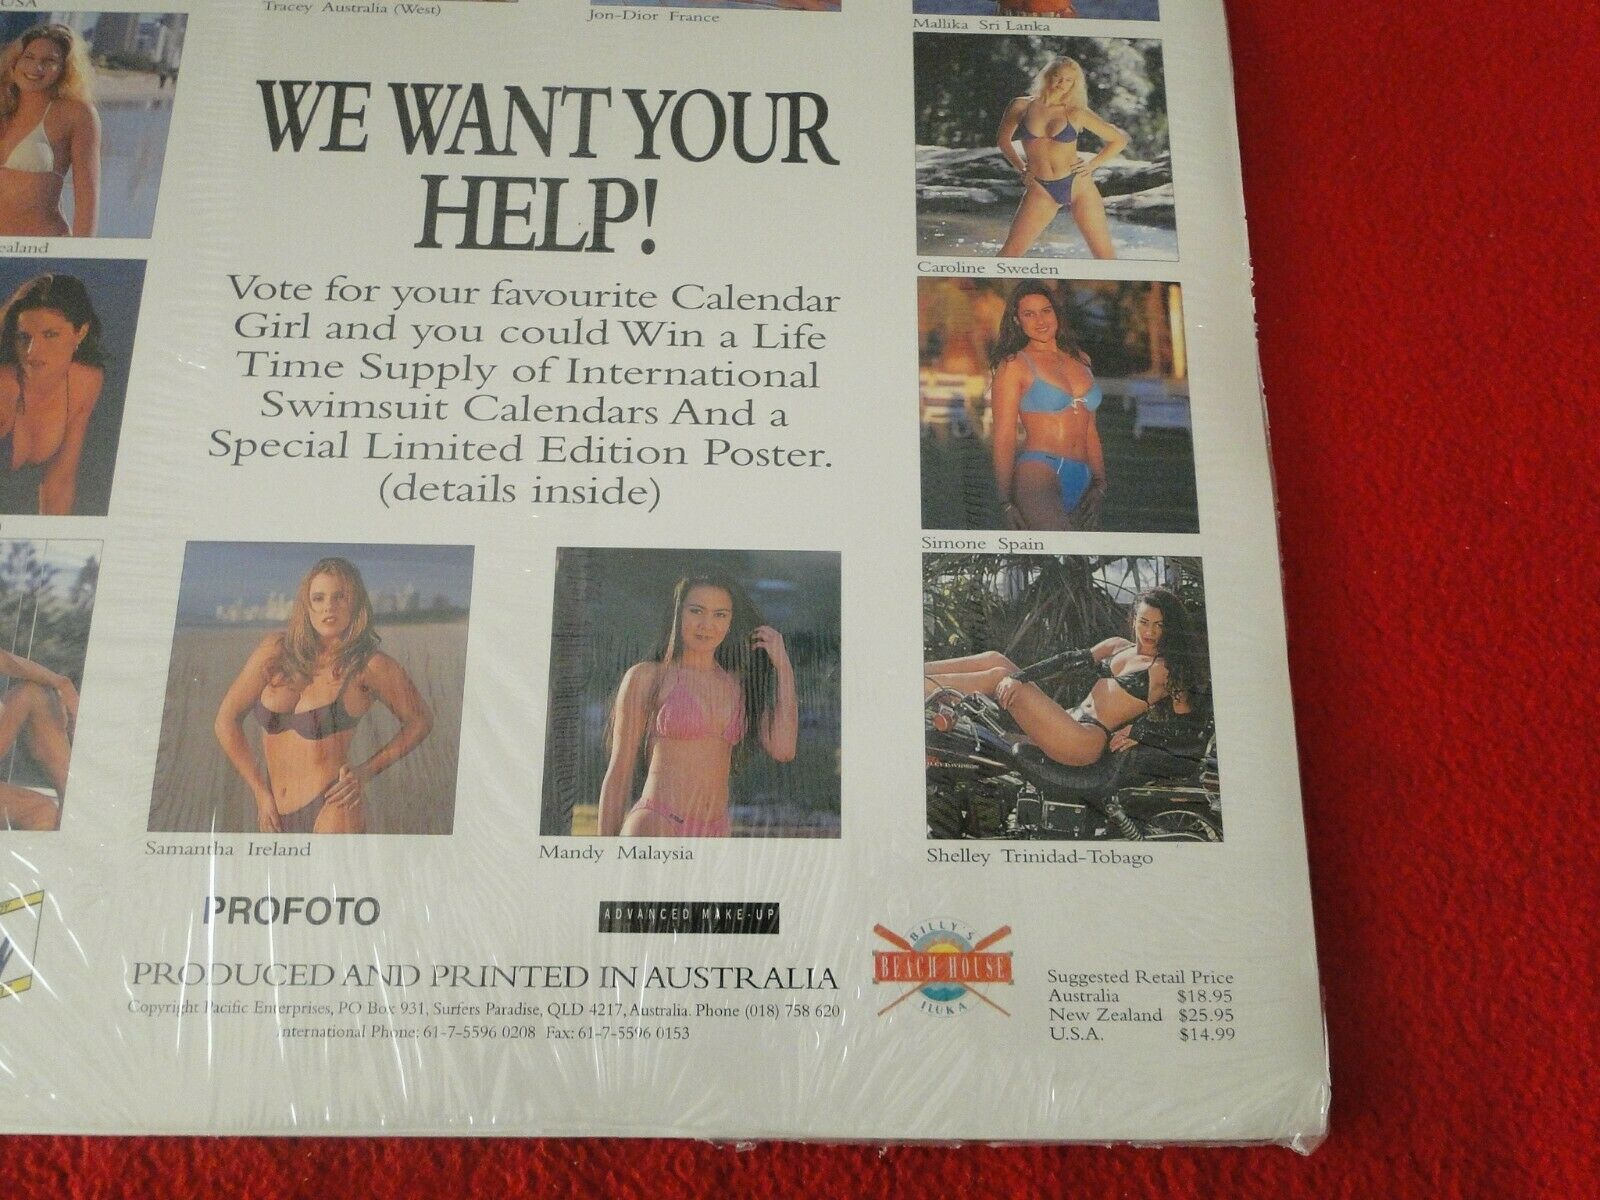 USA
Tracey Australia (West)
Jon-Dior France
Mallika Sri Lanka
WE WANT YOUR
HELP!
ealand
Caroline Sweden
Vote for your favourite Calendar
Girl and you could Win a Life
Time Supply of International
Swimsuit Calendars And a
Special Limited Edition Poster.
(details inside)
Simone Spain
Samantha Ireland
Mandy Malaysia
Shelley Trinidad-Tobago
PROFOTO
ADVANCED MAKE-UP
BILLY'S
BEACH HOUSE
ILUKA
PRODUCED AND PRINTED IN AUSTRALIA
Copyright Pacific Enterprises, PO Box 931, Surfers Paradise, QLD 4217, Australia. Phone (018) 758 620
International Phone: 61-7-5596 0208 Fax: 61-7-5596 0153
Suggested Retail Price
Australia $18.95
New Zealand $25.95
U.S.A. $14.99